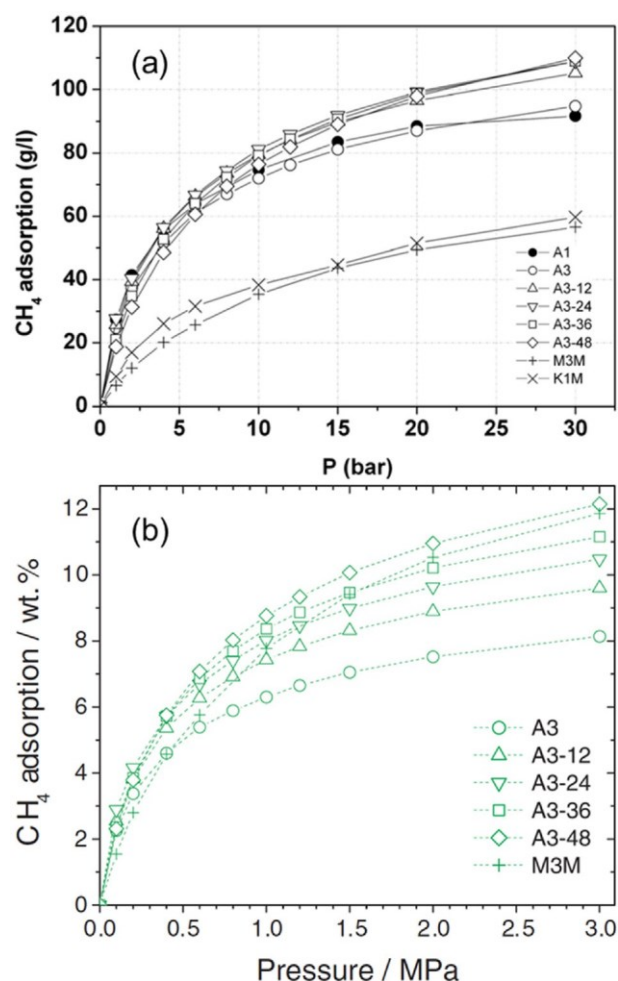 (a)
CH4 adsorption (g/l)
120
100
80
60
40
20
0
0 5 10 15 20 25 30
P (bar)
A1
A3
A3-12
A3-24
A3-36
A3-48
M3M
K1M
(b)
CH4 adsorption / wt. %
12
10
8
6
4
2
0
0.0 0.5 1.0 1.5 2.0 2.5 3.0
Pressure / MPa
A3
A3-12
A3-24
A3-36
A3-48
M3M